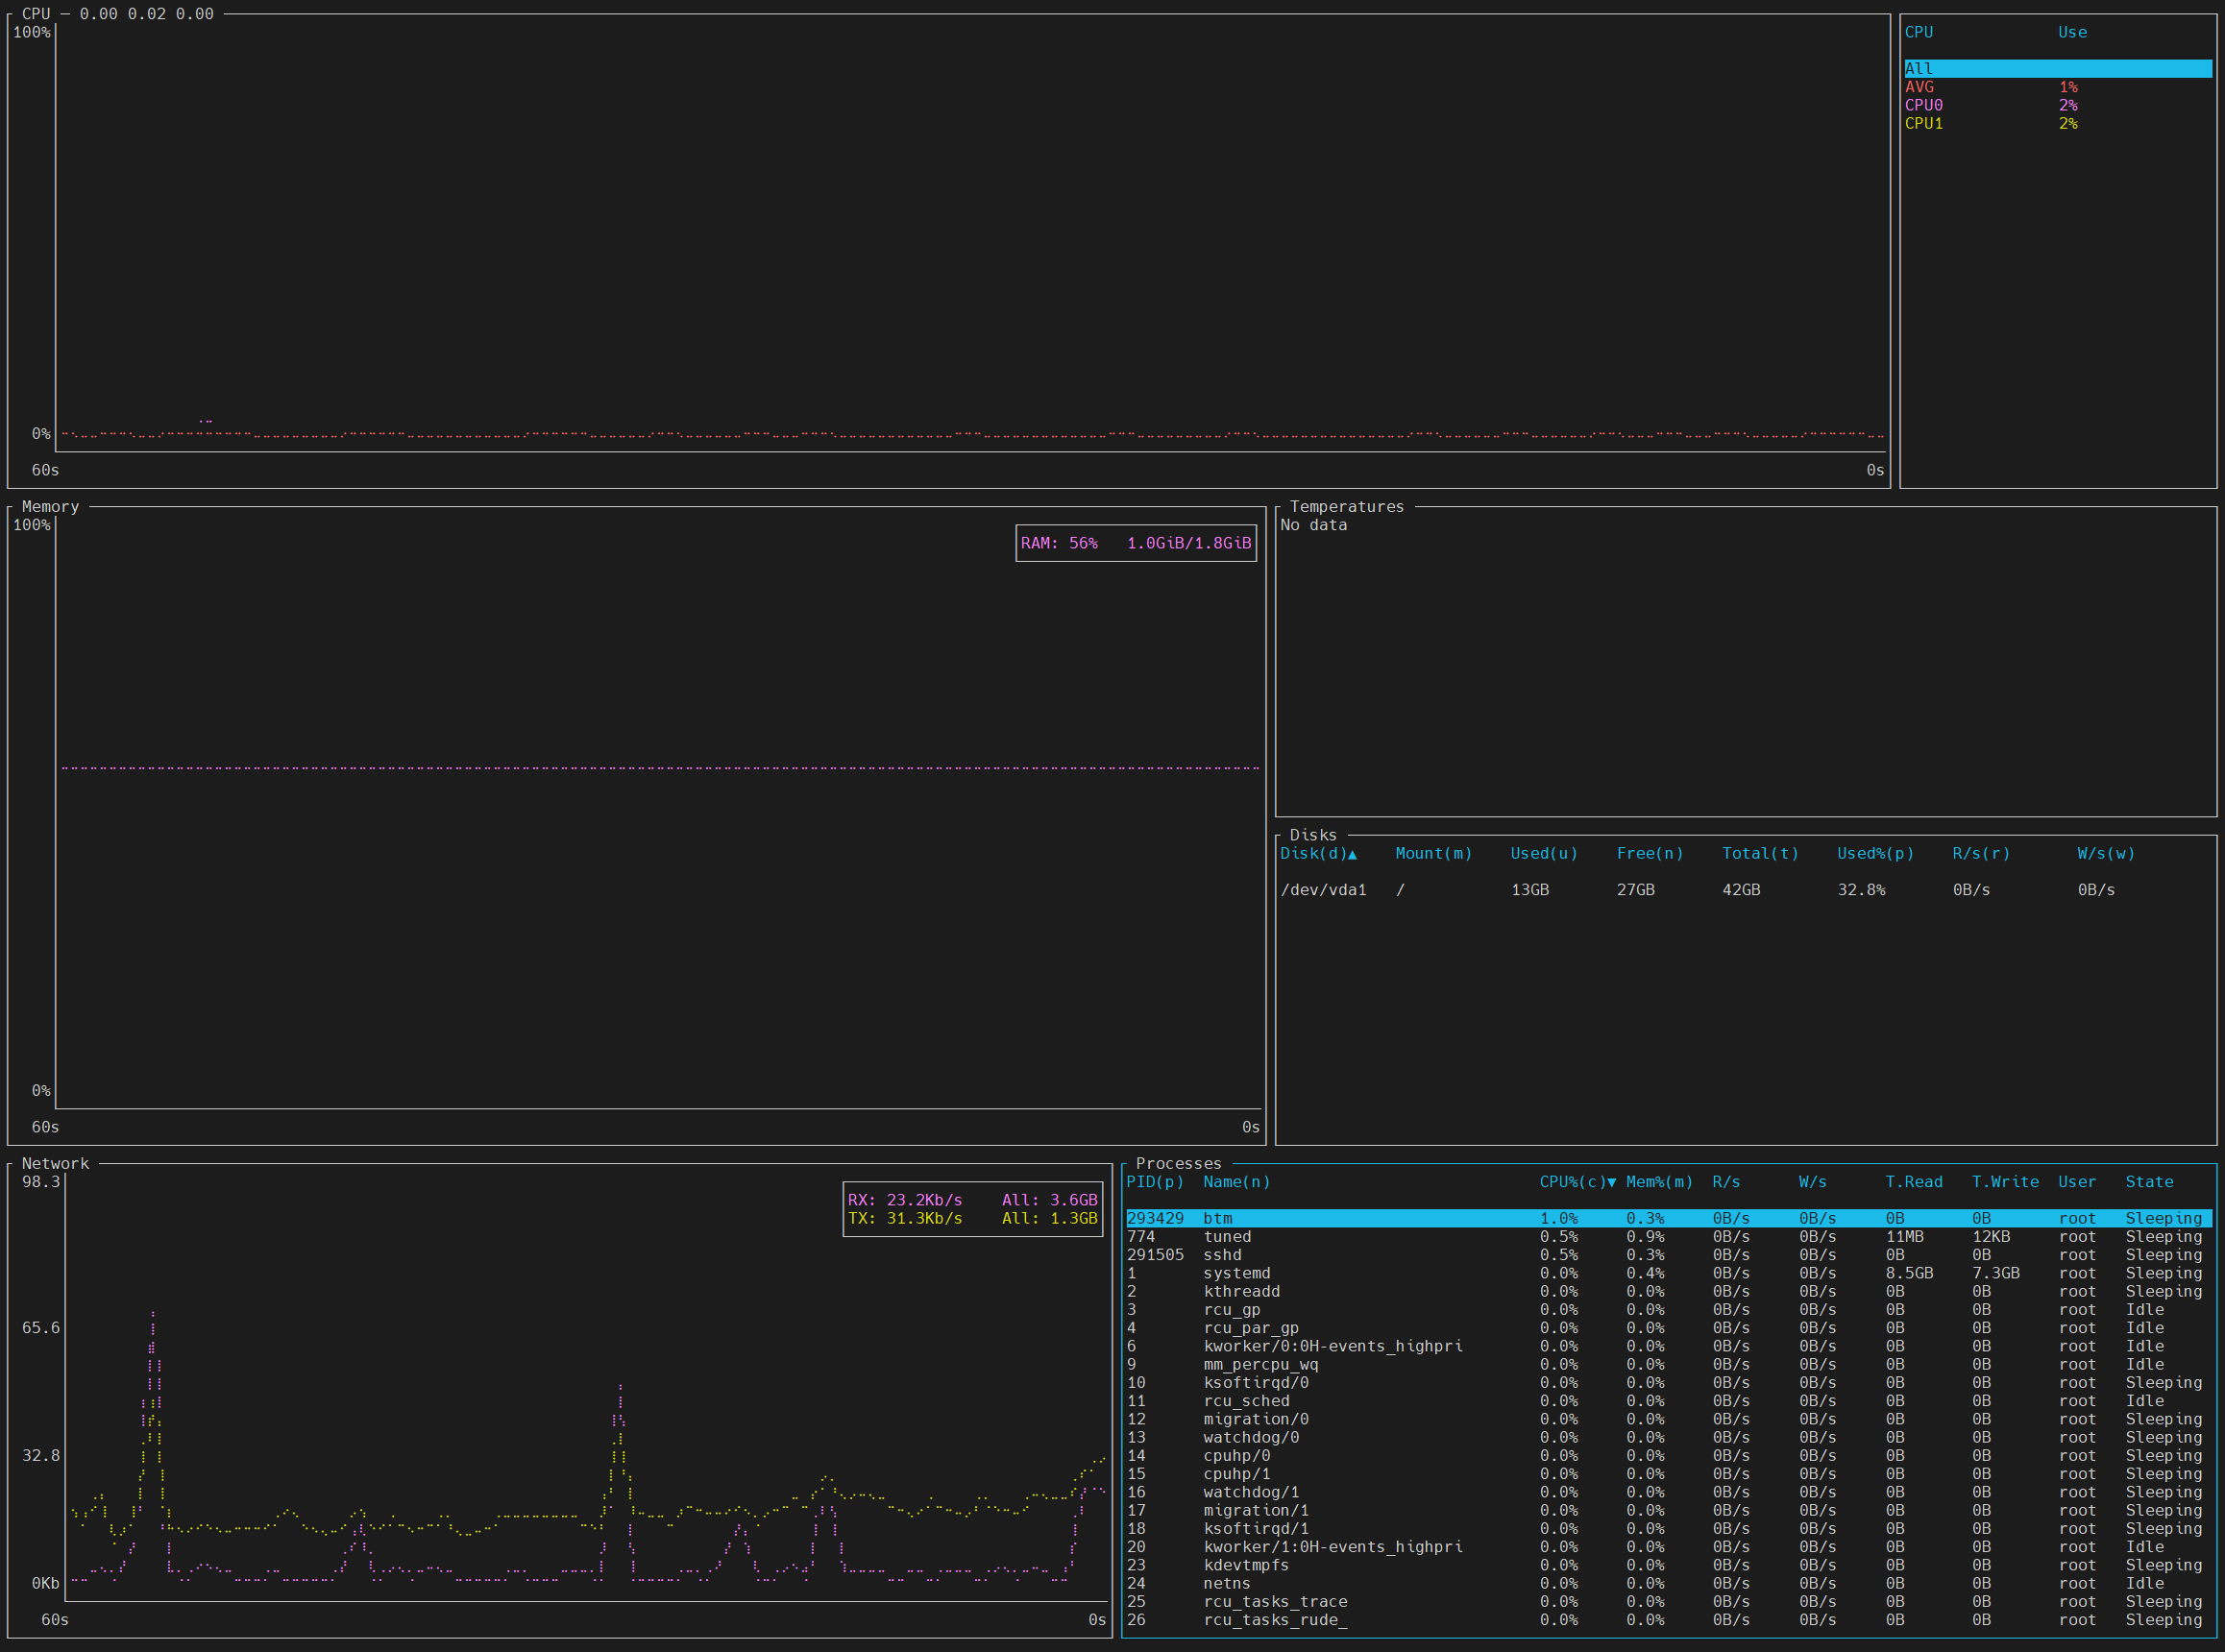 CPU — 0.00 0.02 0.00
100%
0%
60s 0s
CPU Use
All
AVG 1%
CPU0 2%
CPU1 2%
Memory
100%
RAM: 56% 1.0GiB/1.8GiB
0%
60s 0s
Temperatures
No data
Disks
Disk(d)▲ Mount(m) Used(u) Free(n) Total(t) Used%(p) R/s(r) W/s(w)
/dev/vda1 / 13GB 27GB 42GB 32.8% 0B/s 0B/s
Network
98.3
RX: 23.2Kb/s All: 3.6GB
TX: 31.3Kb/s All: 1.3GB
65.6
32.8
0Kb
60s 0s
Processes
PID(p) Name(n) CPU%(c)▼ Mem%(m) R/s W/s T.Read T.Write User State
293429 btm 1.0% 0.3% 0B/s 0B/s 0B 0B root Sleeping
774 tuned 0.5% 0.9% 0B/s 0B/s 11MB 12KB root Sleeping
291505 sshd 0.5% 0.3% 0B/s 0B/s 0B 0B root Sleeping
1 systemd 0.0% 0.4% 0B/s 0B/s 8.5GB 7.3GB root Sleeping
2 kthreadd 0.0% 0.0% 0B/s 0B/s 0B 0B root Sleeping
3 rcu_gp 0.0% 0.0% 0B/s 0B/s 0B 0B root Idle
4 rcu_par_gp 0.0% 0.0% 0B/s 0B/s 0B 0B root Idle
6 kworker/0:0H-events_highpri 0.0% 0.0% 0B/s 0B/s 0B 0B root Idle
9 mm_percpu_wq 0.0% 0.0% 0B/s 0B/s 0B 0B root Idle
10 ksoftirqd/0 0.0% 0.0% 0B/s 0B/s 0B 0B root Sleeping
11 rcu_sched 0.0% 0.0% 0B/s 0B/s 0B 0B root Idle
12 migration/0 0.0% 0.0% 0B/s 0B/s 0B 0B root Sleeping
13 watchdog/0 0.0% 0.0% 0B/s 0B/s 0B 0B root Sleeping
14 cpuhp/0 0.0% 0.0% 0B/s 0B/s 0B 0B root Sleeping
15 cpuhp/1 0.0% 0.0% 0B/s 0B/s 0B 0B root Sleeping
16 watchdog/1 0.0% 0.0% 0B/s 0B/s 0B 0B root Sleeping
17 migration/1 0.0% 0.0% 0B/s 0B/s 0B 0B root Sleeping
18 ksoftirqd/1 0.0% 0.0% 0B/s 0B/s 0B 0B root Sleeping
20 kworker/1:0H-events_highpri 0.0% 0.0% 0B/s 0B/s 0B 0B root Idle
23 kdevtmpfs 0.0% 0.0% 0B/s 0B/s 0B 0B root Sleeping
24 netns 0.0% 0.0% 0B/s 0B/s 0B 0B root Idle
25 rcu_tasks_trace 0.0% 0.0% 0B/s 0B/s 0B 0B root Sleeping
26 rcu_tasks_rude_ 0.0% 0.0% 0B/s 0B/s 0B 0B root Sleeping